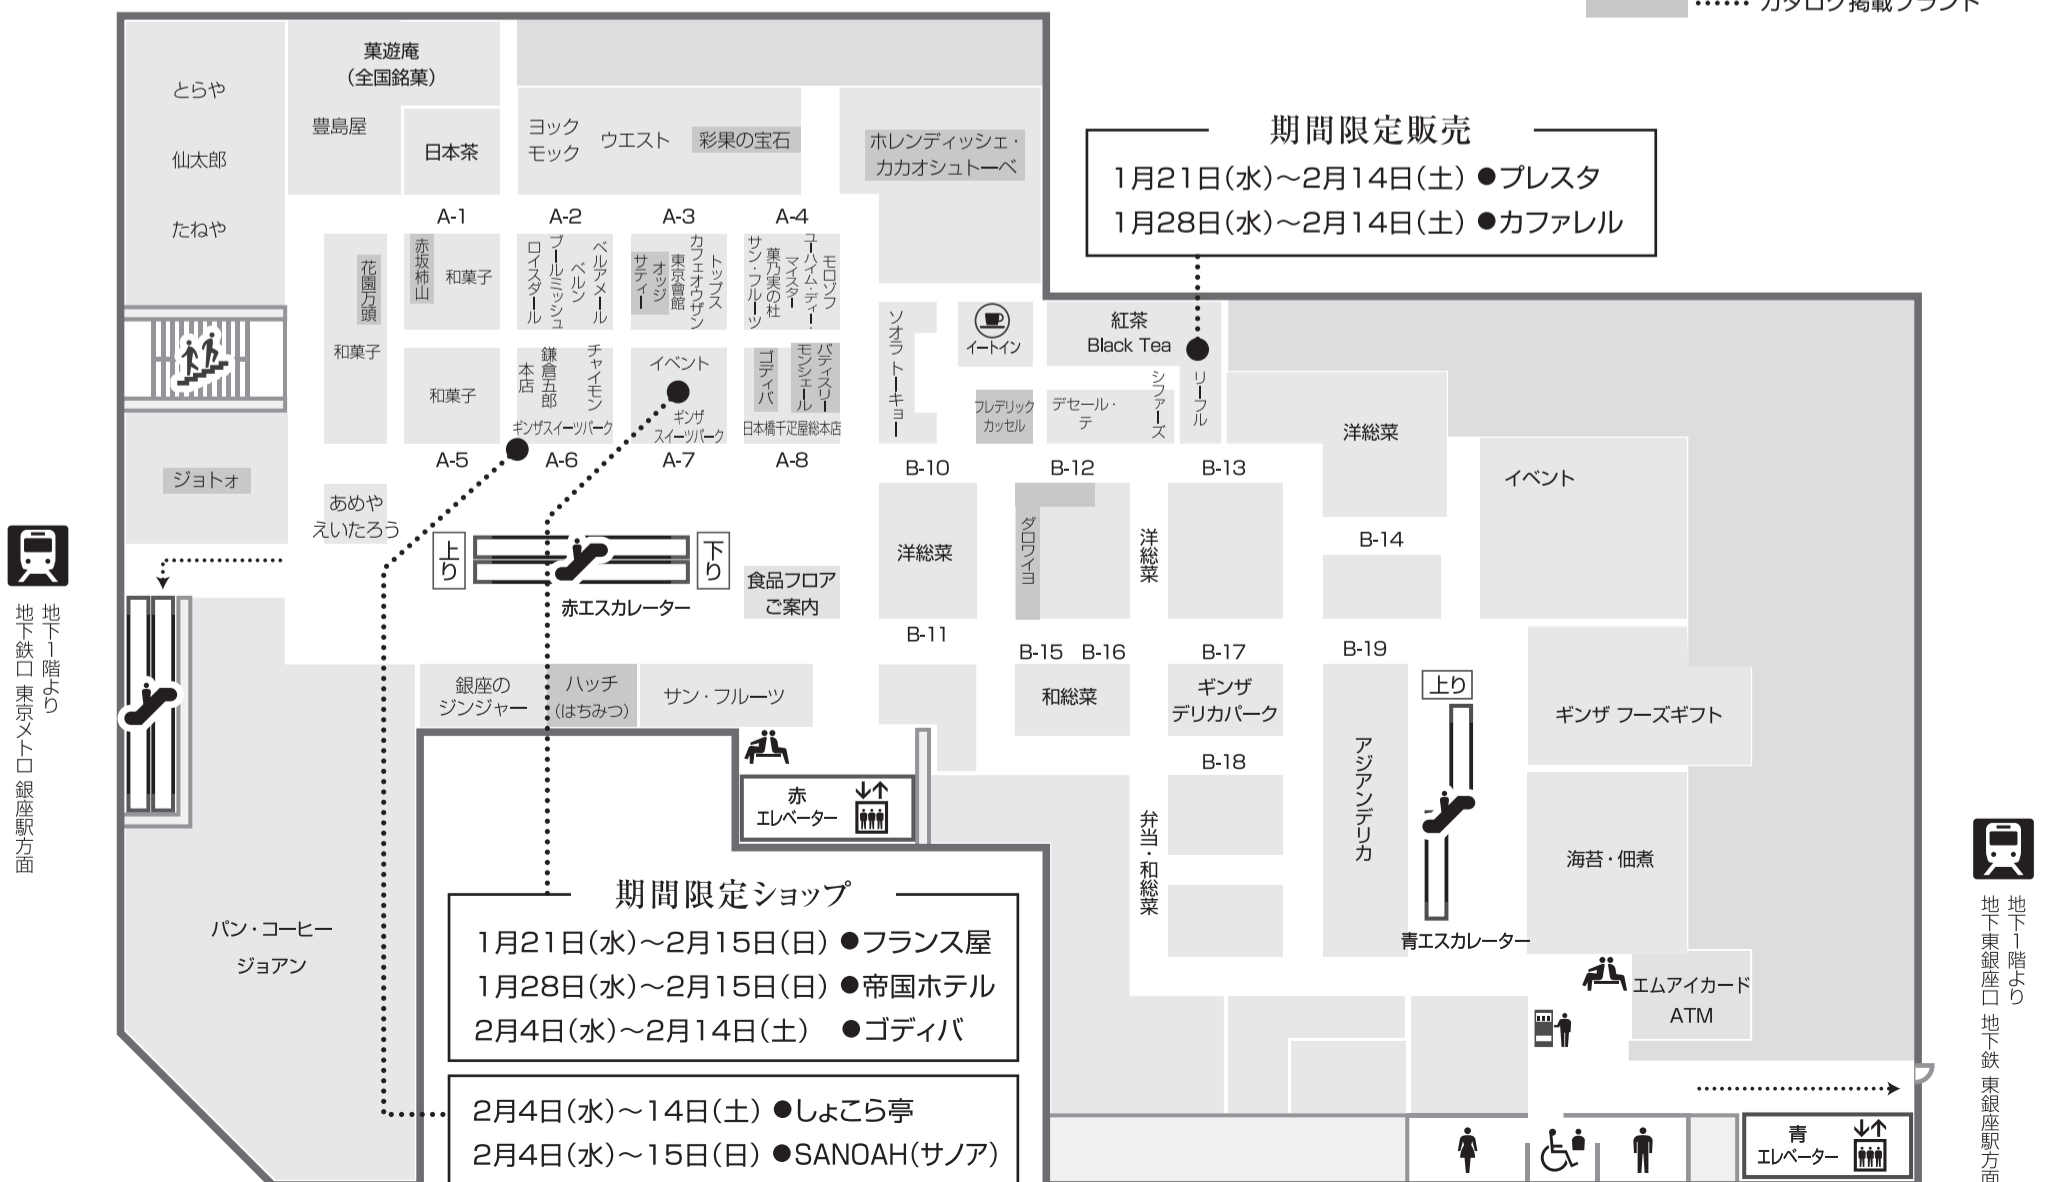 カタログ掲載ブランド
とらや
仙太郎
たねや
菓遊庵
(全国銘菓)
豊島屋
日本茶
ヨック
モック
ウエスト
彩果の宝石
ホレンディッシェ・
カカオシュトーベ
期間限定販売
1月21日(水)〜2月14日(土) ●プレスタ
1月28日(水)〜2月14日(土) ●カファレル
A-1
A-2
A-3
A-4
花園万頭
和菓子
赤坂柿山
和菓子
ベルアメール
ベルン
ブールミッシュ
ロイスダール
トップス
カフェオウザン
東京會館
オッジ
サティー
モロゾフ
ユーハイム・ディー・
マイスター
菓乃実の杜
サン・フルーツ
和菓子
チャイモン
鎌倉五郎
本店
ギンザスイーツパーク
イベント
ギンザ
スイーツパーク
ゴディバ
パティスリー
モンシェール
日本橋千疋屋総本店
ソオラトーキョー
イートイン
紅茶
Black Tea
リーフル
シファーズ
フレデリック
カッセル
デセール・
テ
洋総菜
イベント
A-5
A-6
A-7
A-8
B-10
B-12
B-13
B-14
ジョトォ
あめや
えいたろう
上り
下り
赤エスカレーター
食品フロア
ご案内
洋総菜
ダロワイヨ
洋総菜
B-11
B-15
B-16
B-17
B-19
地下1階より
地下鉄口 東京メトロ 銀座駅方面
銀座の
ジンジャー
ハッチ
(はちみつ)
サン・フルーツ
和総菜
ギンザ
デリカパーク
上り
ギンザ フーズギフト
B-18
アジアンデリカ
赤
エレベーター
弁当・和総菜
海苔・佃煮
青エスカレーター
パン・コーヒー
ジョアン
エムアイカード
ATM
期間限定ショップ
1月21日(水)〜2月15日(日) ●フランス屋
1月28日(水)〜2月15日(日) ●帝国ホテル
2月4日(水)〜2月14日(土) ●ゴディバ
2月4日(水)〜14日(土) ●しょこら亭
2月4日(水)〜15日(日) ●SANOAH(サノア)
青
エレベーター
地下1階より
地下東銀座口 地下鉄 東銀座駅方面